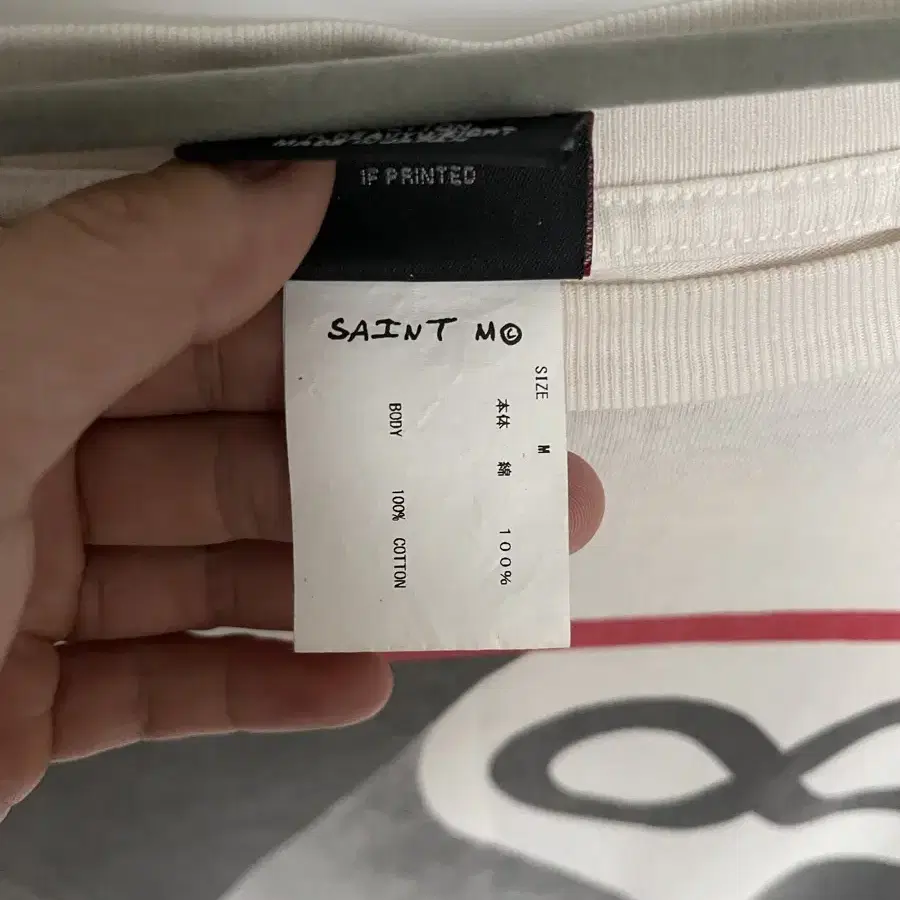 IF PRINTED
SAINT M©
SIZE M
本体 綿 100%
BODY 100% COTTON